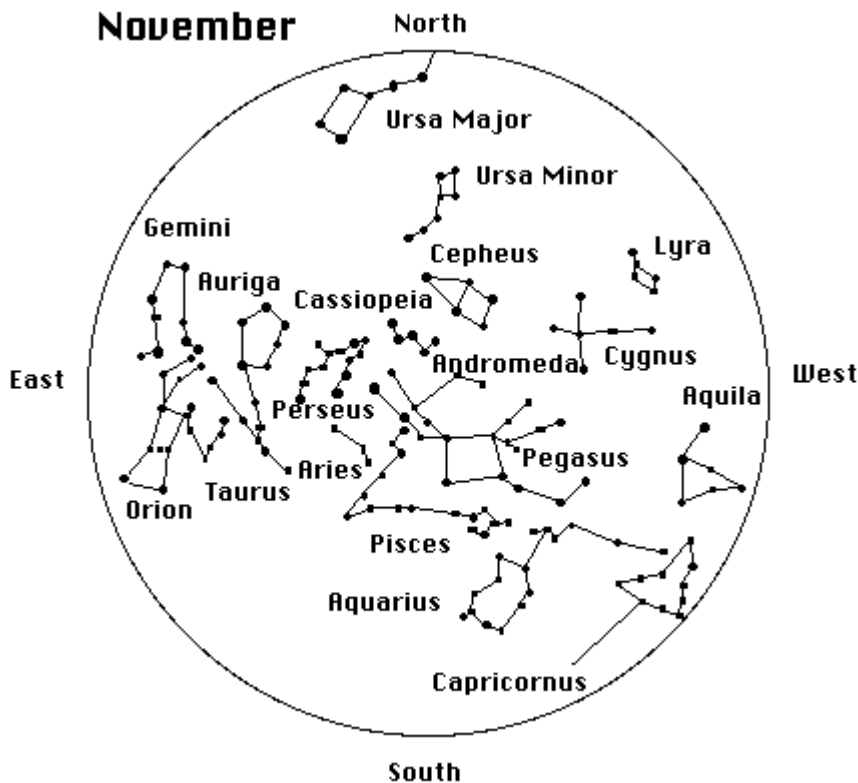 November
North
Ursa Major
Ursa Minor
Gemini
Cepheus
Lyra
Auriga
Cassiopeia
Andromeda
Cygnus
East
West
Perseus
Aquila
Aries
Pegasus
Taurus
Orion
Pisces
Aquarius
Capricornus
South